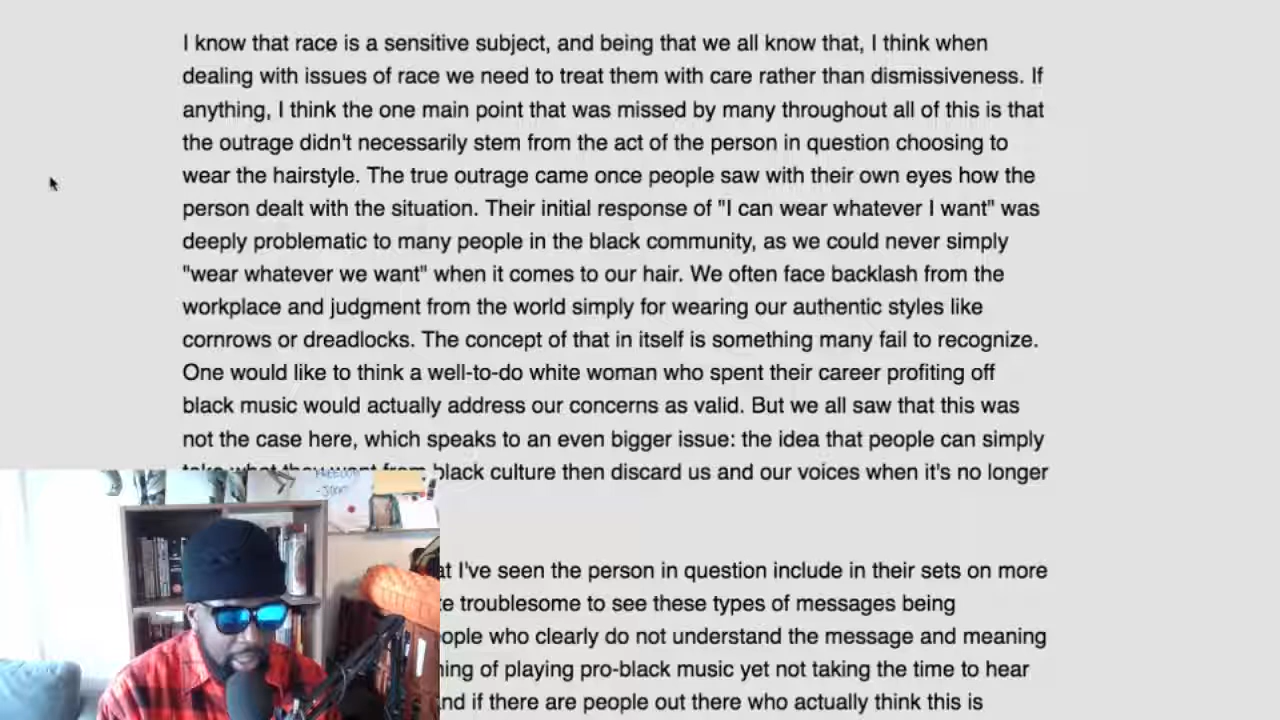 I know that race is a sensitive subject, and being that we all know that, I think when
dealing with issues of race we need to treat them with care rather than dismissiveness. If
anything, I think the one main point that was missed by many throughout all of this is that
the outrage didn't necessarily stem from the act of the person in question choosing to
wear the hairstyle. The true outrage came once people saw with their own eyes how the
person dealt with the situation. Their initial response of "I can wear whatever I want" was
deeply problematic to many people in the black community, as we could never simply
"wear whatever we want" when it comes to our hair. We often face backlash from the
workplace and judgment from the world simply for wearing our authentic styles like
cornrows or dreadlocks. The concept of that in itself is something many fail to recognize.
One would like to think a well-to-do white woman who spent their career profiting off
black music would actually address our concerns as valid. But we all saw that this was
not the case here, which speaks to an even bigger issue: the idea that people can simply
take what they want from black culture then discard us and our voices when it's no longer
FREEDOM
I've seen the person in question include in their sets on more
troublesome to see these types of messages being
who clearly do not understand the message and meaning
of playing pro-black music yet not taking the time to hear
if there are people out there who actually think this is